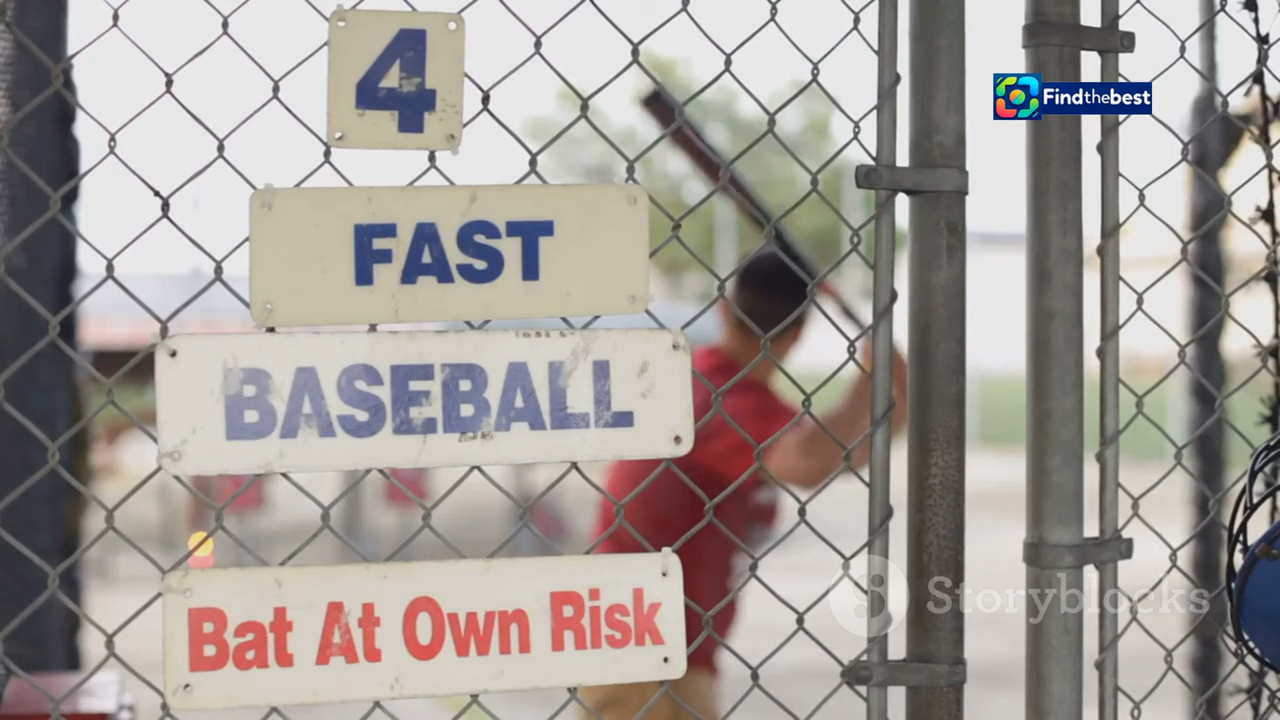 4
FAST
BASEBALL
Bat At Own Risk
Findthebest
Storyblocks